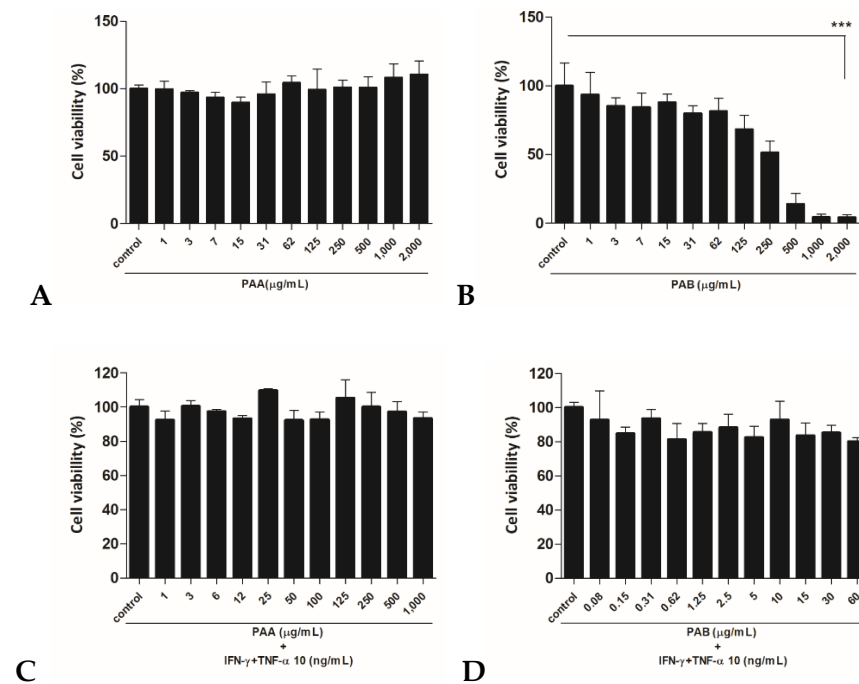 150
100
50
0
Cell viabillity (%)
control 1 3 7 15 31 62 125 250 500 1,000 2,000
PAA(μg/mL)
A
150
100
50
0
Cell viabillity (%)
***
control 1 3 7 15 31 62 125 250 500 1,000 2,000
PAB (μg/mL)
B
120
100
80
60
40
20
0
Cell viabillity (%)
control 1 3 6 12 25 50 100 125 250 500 1,000
PAA (μg/mL)
+
IFN-γ+TNF-α 10 (ng/mL)
C
120
100
80
60
40
20
0
Cell viabillity (%)
control 0.08 0.15 0.31 0.62 1.25 2.5 5 10 15 30 60
PAB (μg/mL)
+
IFN-γ+TNF-α 10 (ng/mL)
D